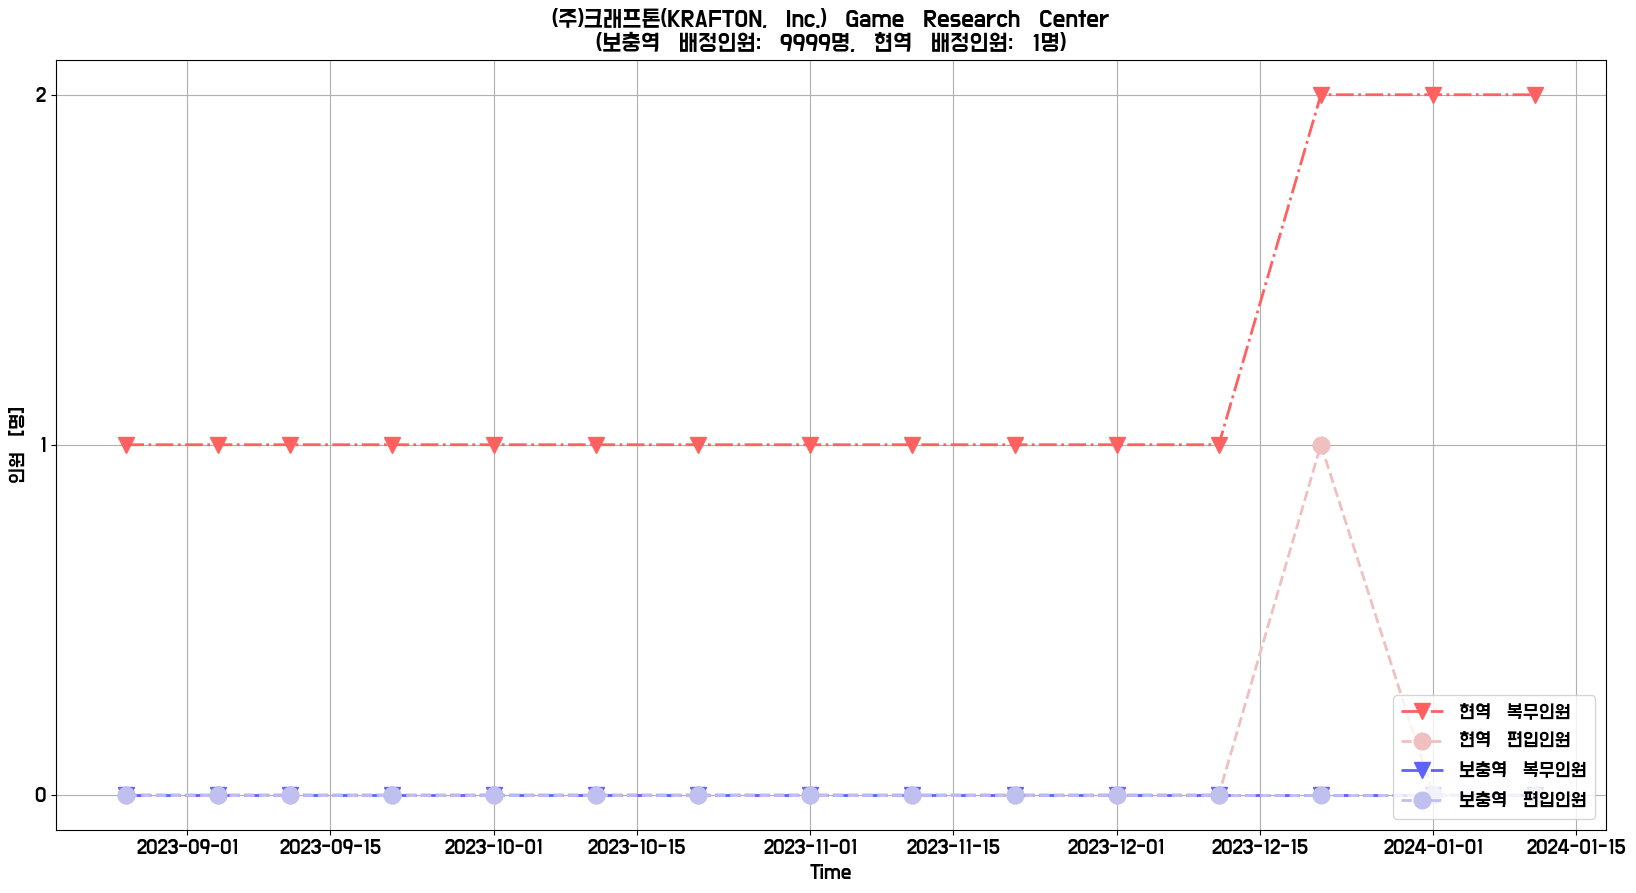 (주)크래프톤(KRAFTON, Inc.) Game Research Center
(보충역 배정인원: 9999명, 현역 배정인원: 1명)
2
1
0
인원 [명]
현역 복무인원
현역 편입인원
보충역 복무인원
보충역 편입인원
2023-09-01 2023-09-15 2023-10-01 2023-10-15 2023-11-01 2023-11-15 2023-12-01 2023-12-15 2024-01-01 2024-01-15
Time